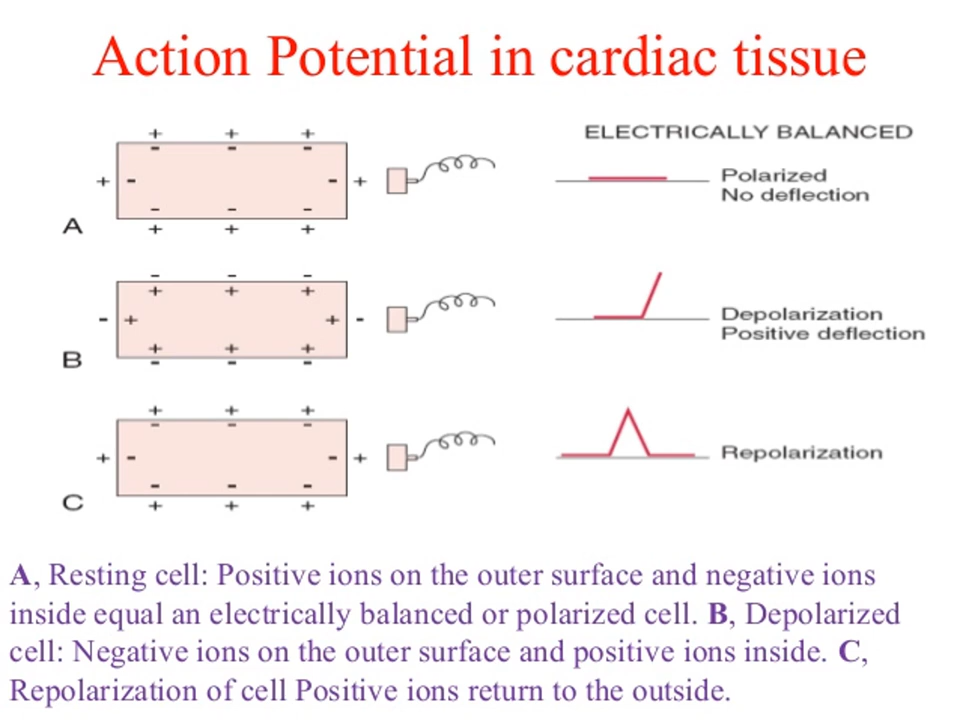 Action Potential in cardiac tissue
+ + +
- - -
+ - - +
- - -
+ + +
A
ELECTRICALLY BALANCED
Polarized
No deflection
- - -
+ + +
- + + -
+ + +
- - -
B
Depolarization
Positive deflection
+ + +
- - -
+ - - +
- - -
+ + +
C
Repolarization
A, Resting cell: Positive ions on the outer surface and negative ions
inside equal an electrically balanced or polarized cell. B, Depolarized
cell: Negative ions on the outer surface and positive ions inside. C,
Repolarization of cell Positive ions return to the outside.